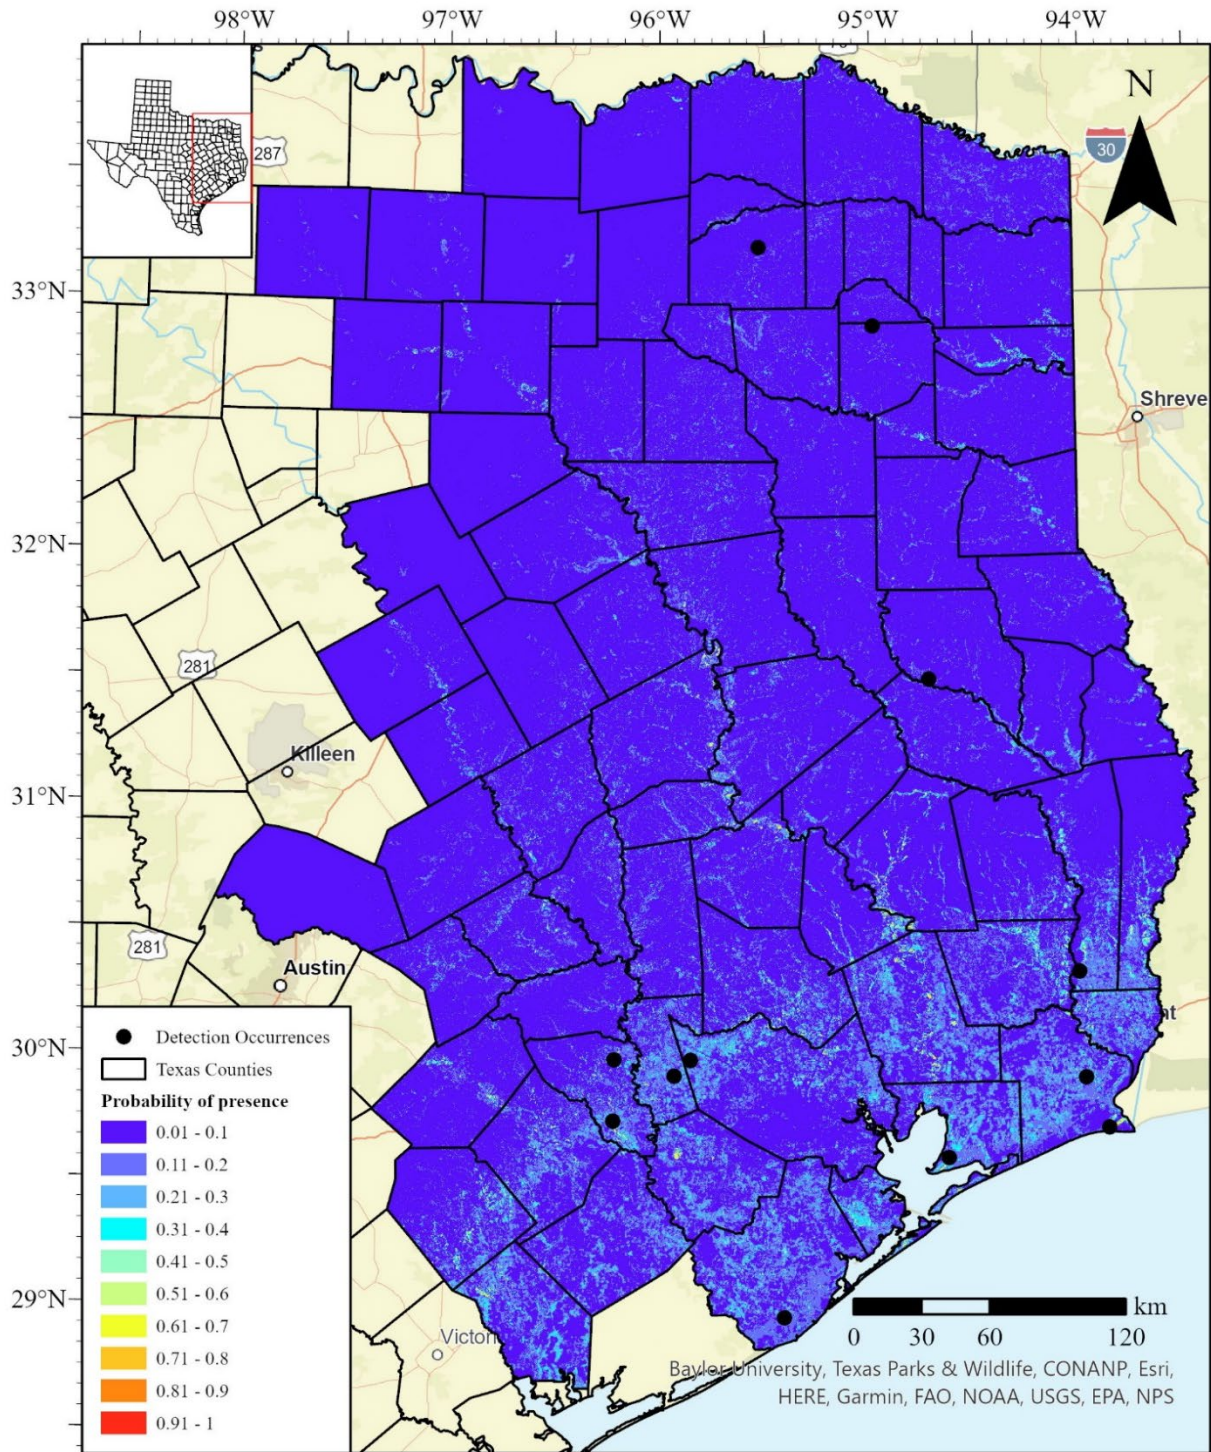 98°W 97°W 96°W 95°W 94°W
N
287
30
33°N
Shreve
32°N
281
Killeen
31°N
281
Austin
30°N
nt
Detection Occurrences
Texas Counties
Probability of presence
0.01 - 0.1
0.11 - 0.2
0.21 - 0.3
0.31 - 0.4
0.41 - 0.5
0.51 - 0.6
0.61 - 0.7
0.71 - 0.8
0.81 - 0.9
0.91 - 1
29°N
Victori
km
0 30 60 120
Baylor University, Texas Parks & Wildlife, CONANP, Esri,
HERE, Garmin, FAO, NOAA, USGS, EPA, NPS